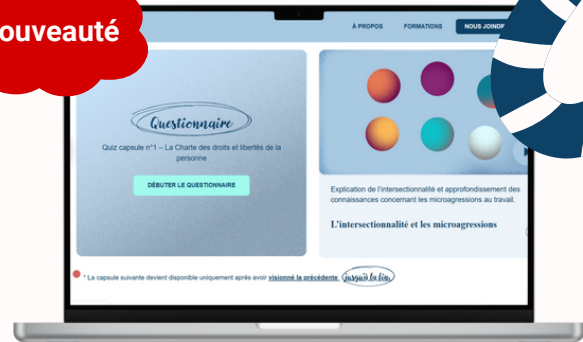 ouveauté
À PROPOS FORMATIONS NOUS JOINDR
Questionnaire
Quiz capsule n°1 – La Charte des droits et libertés de la
personne
DÉBUTER LE QUESTIONNAIRE
Explication de l'intersectionnalité et approfondissement des
connaissances concernant les microagressions au travail.
L'intersectionnalité et les microagressions
* La capsule suivante devient disponible uniquement après avoir visionné la précédente jusqu'à la fin.